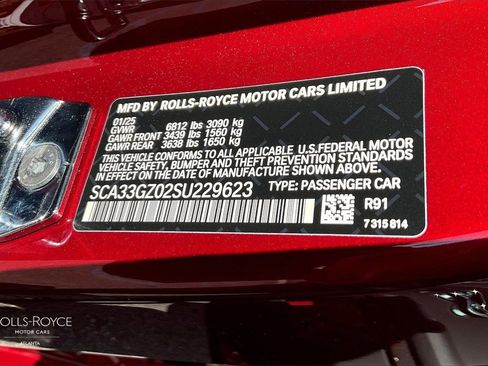 MFD BY ROLLS-ROYCE MOTOR CARS LIMITED
01/25
GVWR 6812 lbs 3090 kg
GAWR FRONT 3439 lbs 1560 kg
GAWR REAR 3638 lbs 1650 kg
THIS VEHICLE CONFORMS TO ALL APPLICABLE U.S.FEDERAL MOTOR
VEHICLE SAFETY, BUMPER AND THEFT PREVENTION STANDARDS
IN EFFECT ON THE DATE OF MANUFACTURE SHOWN ABOVE.
SCA33GZ02SU229623 TYPE: PASSENGER CAR
R91
7 315 814
ROLLS-ROYCE
MOTOR CARS
ATLANTA